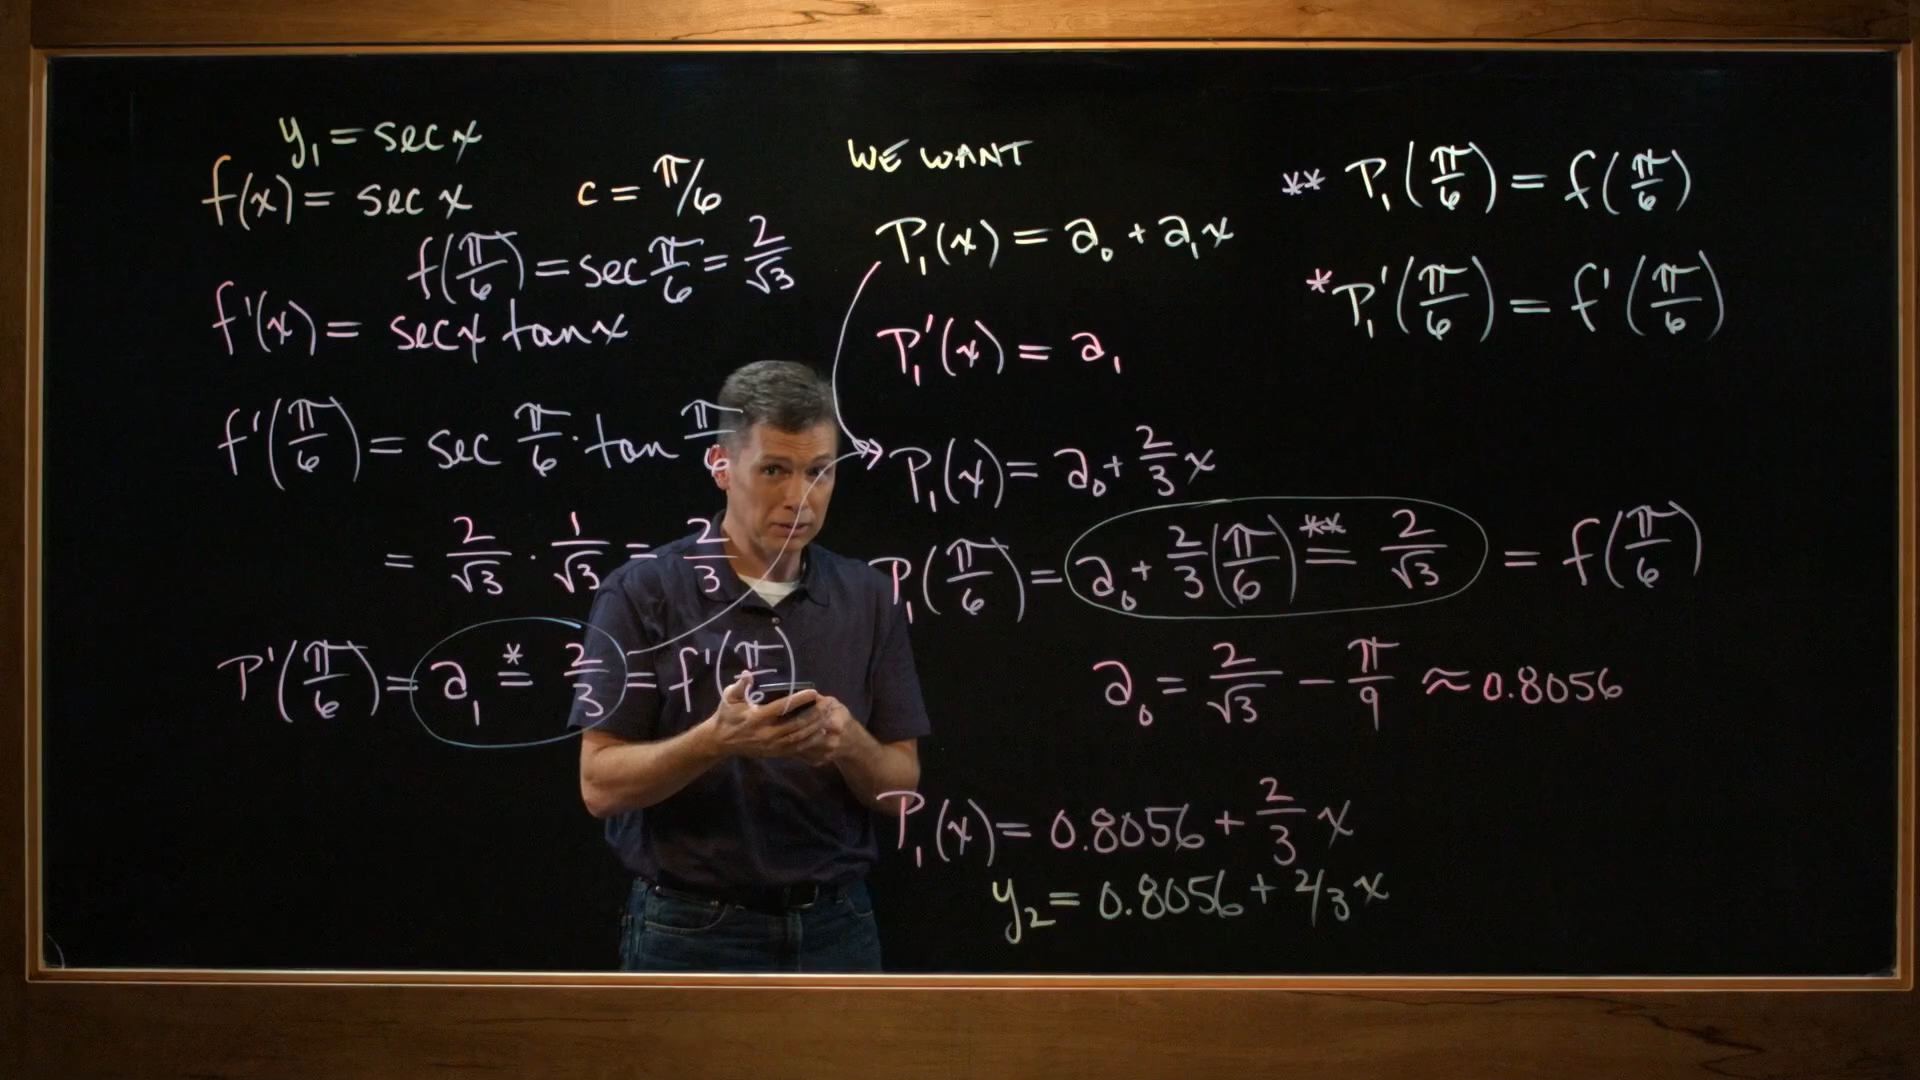 y₁ = sec x
f(x) = sec x
c = π/6
f(π/6) = sec π/6 = 2/√3
f'(x) = sec x tan x
f'(π/6) = sec π/6 · tan π/6
= 2/√3 · 1/√3 = 2/3
P'(π/6) = a₁ =* 2/3 = f'(π/6)
WE WANT
P₁(x) = a₀ + a₁x
P₁'(x) = a₁
P₁(x) = a₀ + 2/3 x
P₁(π/6) = a₀ + 2/3 (π/6) =** 2/√3 = f(π/6)
a₀ = 2/√3 − π/9 ≈ 0.8056
P₁(x) = 0.8056 + 2/3 x
y₂ = 0.8056 + 2/3 x
** P₁(π/6) = f(π/6)
* P₁'(π/6) = f'(π/6)